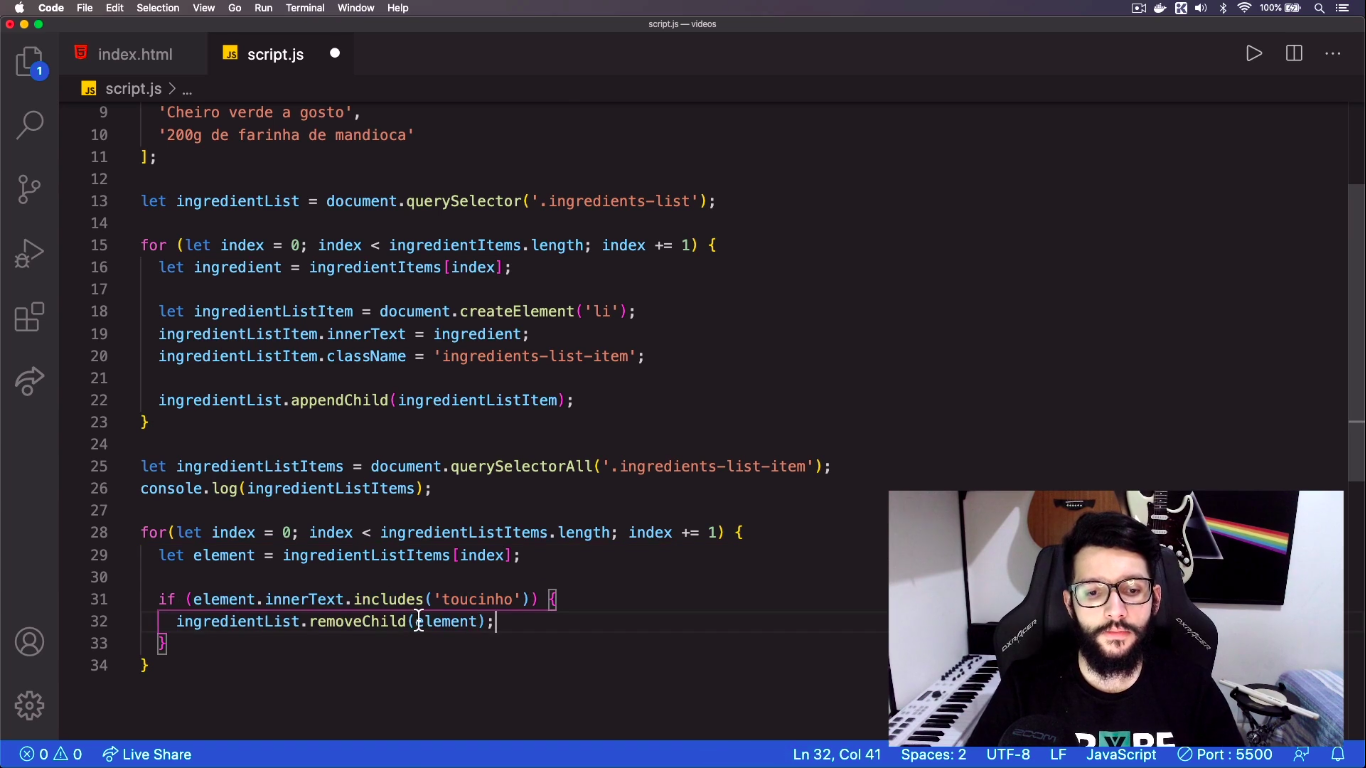 Code File Edit Selection View Go Run Terminal Window Help 100%
script.js — videos
index.html JS script.js
JS script.js > ...
1
9 'Cheiro verde a gosto',
10 '200g de farinha de mandioca'
11 ];
12
13 let ingredientList = document.querySelector('.ingredients-list');
14
15 for (let index = 0; index < ingredientItems.length; index += 1) {
16 let ingredient = ingredientItems[index];
17
18 let ingredientListItem = document.createElement('li');
19 ingredientListItem.innerText = ingredient;
20 ingredientListItem.className = 'ingredients-list-item';
21
22 ingredientList.appendChild(ingredientListItem);
23 }
24
25 let ingredientListItems = document.querySelectorAll('.ingredients-list-item');
26 console.log(ingredientListItems);
27
28 for(let index = 0; index < ingredientListItems.length; index += 1) {
29 let element = ingredientListItems[index];
30
31 if (element.innerText.includes('toucinho')) {
32 ingredientList.removeChild(element);
33 }
34 }
DXRACER DXRACER
ZOOM
0 0 Live Share Ln 32, Col 41 Spaces: 2 UTF-8 LF JavaScript Port : 5500